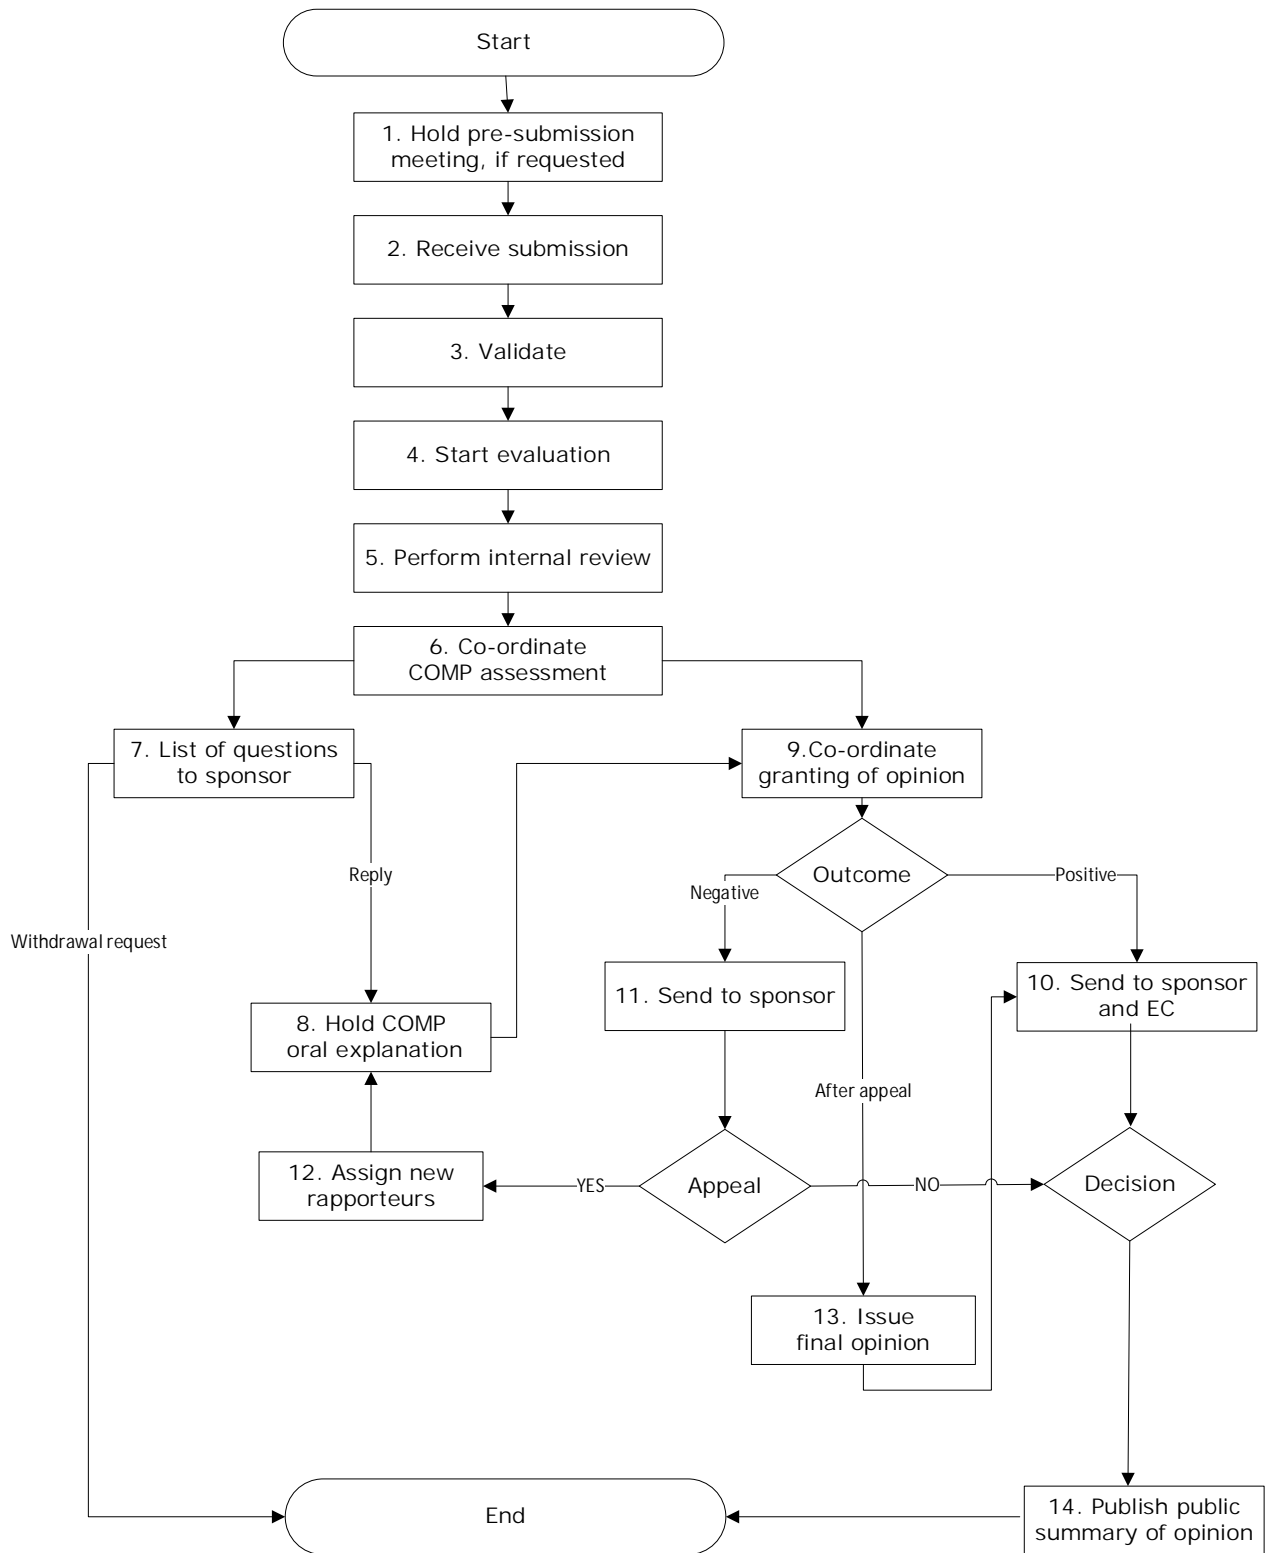 Start
1. Hold pre-submission
meeting, if requested
2. Receive submission
3. Validate
4. Start evaluation
5. Perform internal review
6. Co-ordinate
COMP assessment
7. List of questions
to sponsor
9.Co-ordinate
granting of opinion
Outcome
Reply
Negative
Positive
Withdrawal request
11. Send to sponsor
10. Send to sponsor
and EC
8. Hold COMP
oral explanation
After appeal
12. Assign new
rapporteurs
YES
Appeal
NO
Decision
13. Issue
final opinion
End
14. Publish public
summary of opinion